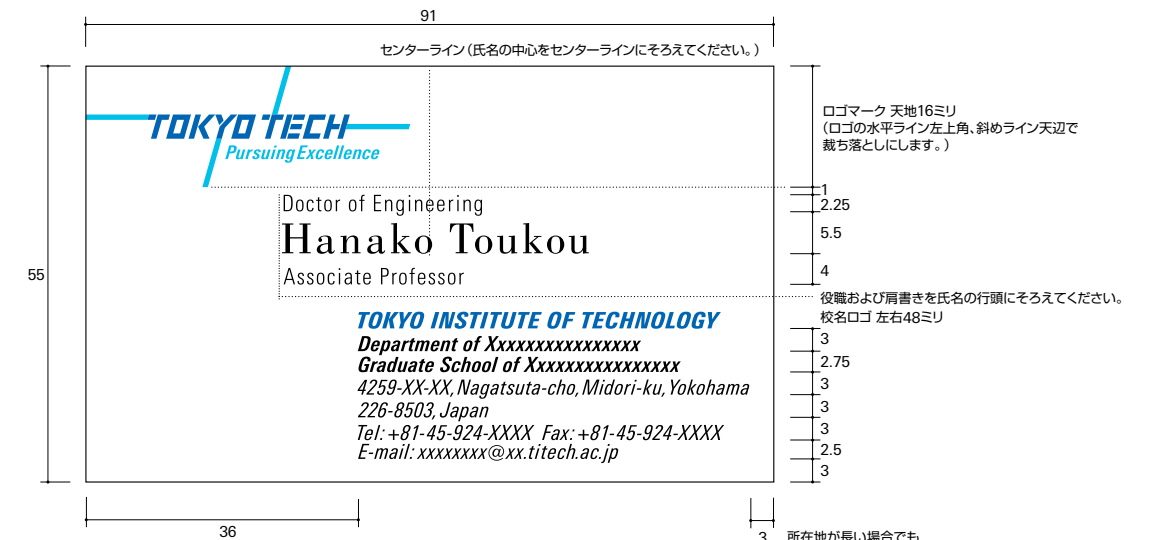 91
センターライン（氏名の中心をセンターラインにそろえてください。）
TOKYO TECH
Pursuing Excellence
ロゴマーク 天地16ミリ
（ロゴの水平ライン左上角、斜めライン天辺で
裁ち落としにします。）
1
Doctor of Engineering
2.25
Hanako Toukou
5.5
55
Associate Professor
4
役職および肩書きを氏名の行頭にそろえてください。
校名ロゴ 左右48ミリ
TOKYO INSTITUTE OF TECHNOLOGY
3
Department of Xxxxxxxxxxxxxxxx
2.75
Graduate School of Xxxxxxxxxxxxxxxx
3
4259-XX-XX, Nagatsuta-cho, Midori-ku, Yokohama
3
226-8503, Japan
3
Tel: +81-45-924-XXXX Fax: +81-45-924-XXXX
2.5
E-mail: xxxxxxxx@xx.titech.ac.jp
3
36
3
所在地が長い場合でも